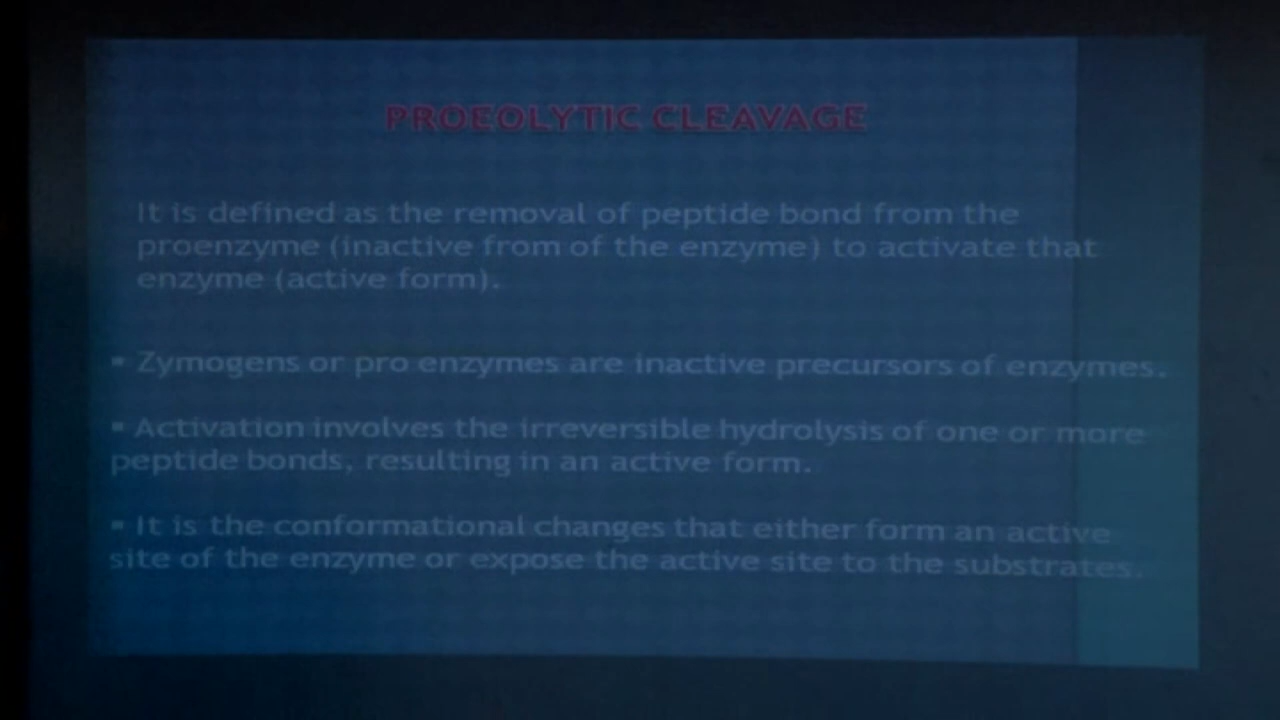 PROEOLYTIC CLEAVAGE
It is defined as the removal of peptide bond from the
proenzyme (inactive from of the enzyme) to activate that
enzyme (active form).
▪ Zymogens or pro enzymes are inactive precursors of enzymes.
▪ Activation involves the irreversible hydrolysis of one or more
peptide bonds, resulting in an active form.
▪ It is the conformational changes that either form an active
site of the enzyme or expose the active site to the substrates.